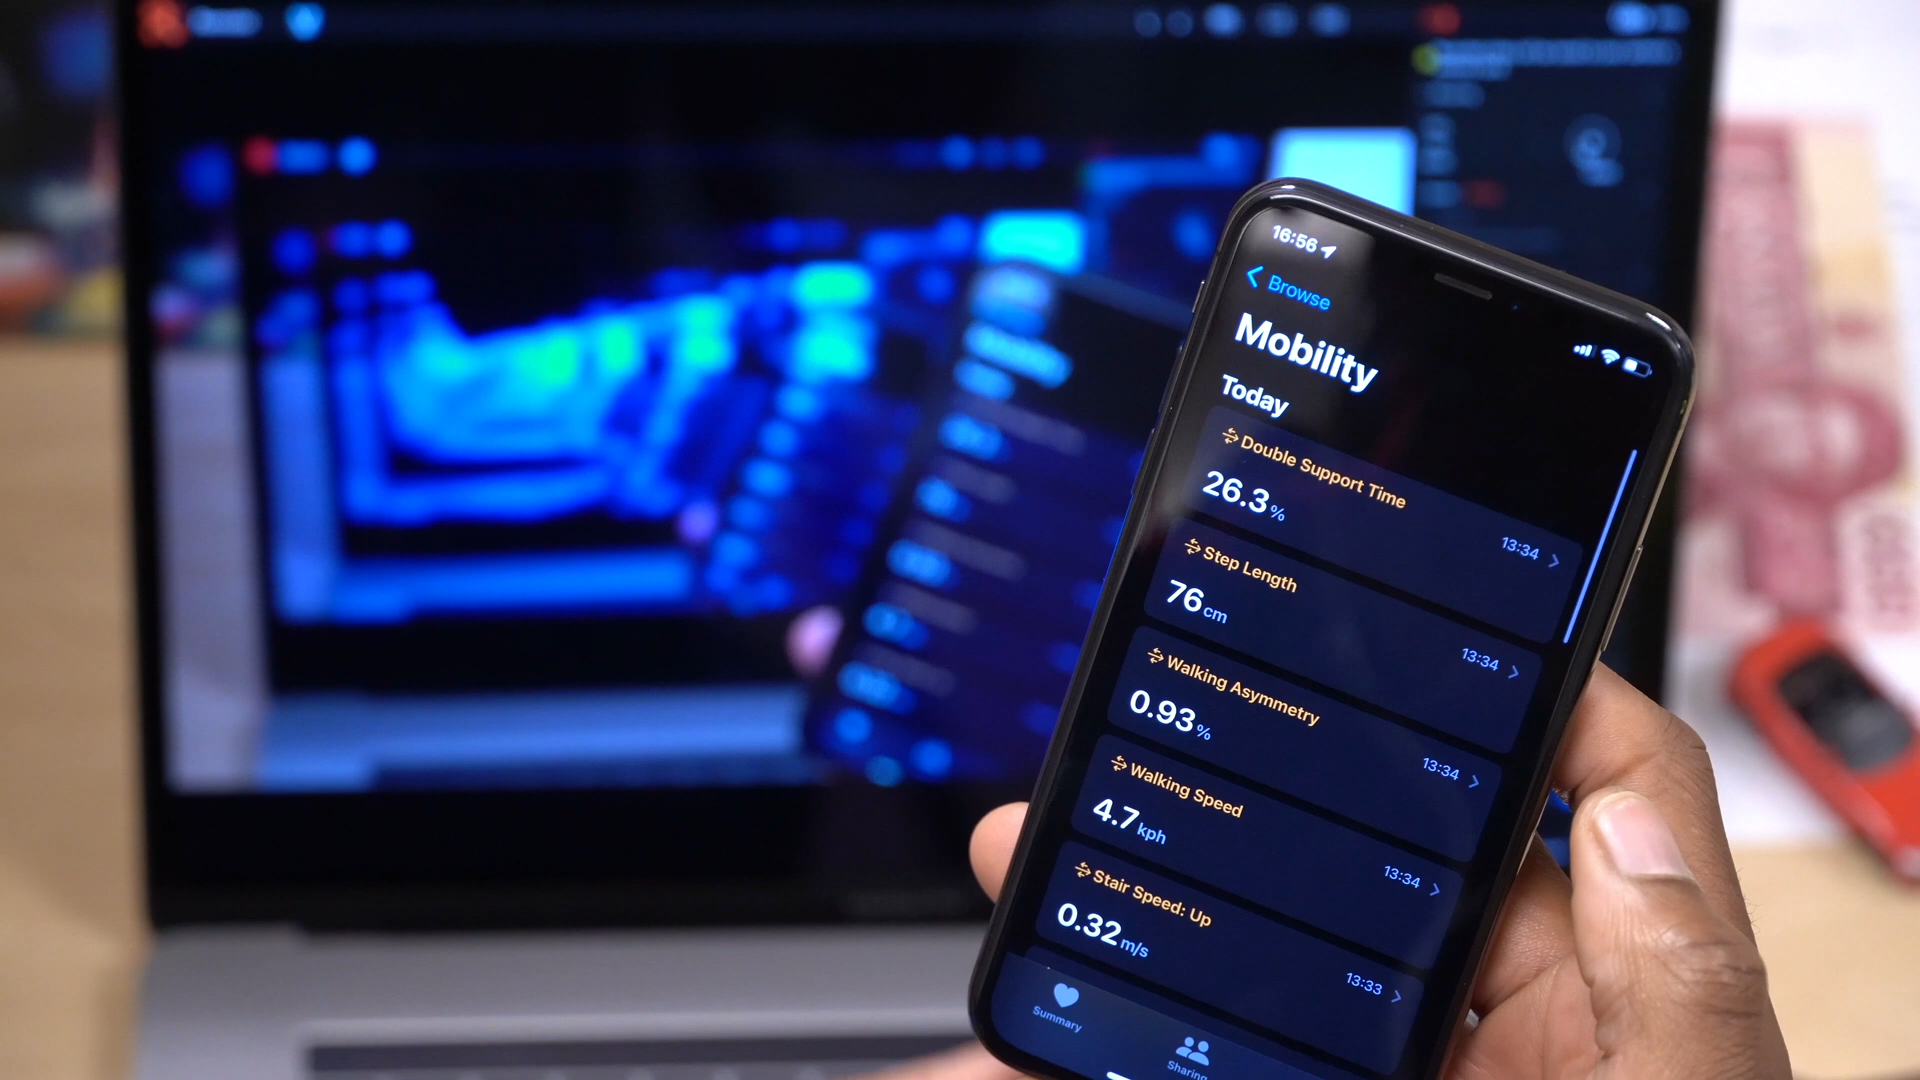 16:56
Browse
Mobility
Today
Double Support Time
26.3%
13:34
Step Length
76cm
13:34
Walking Asymmetry
0.93%
13:34
Walking Speed
4.7kph
13:34
Stair Speed: Up
0.32m/s
13:33
Summary
Sharing